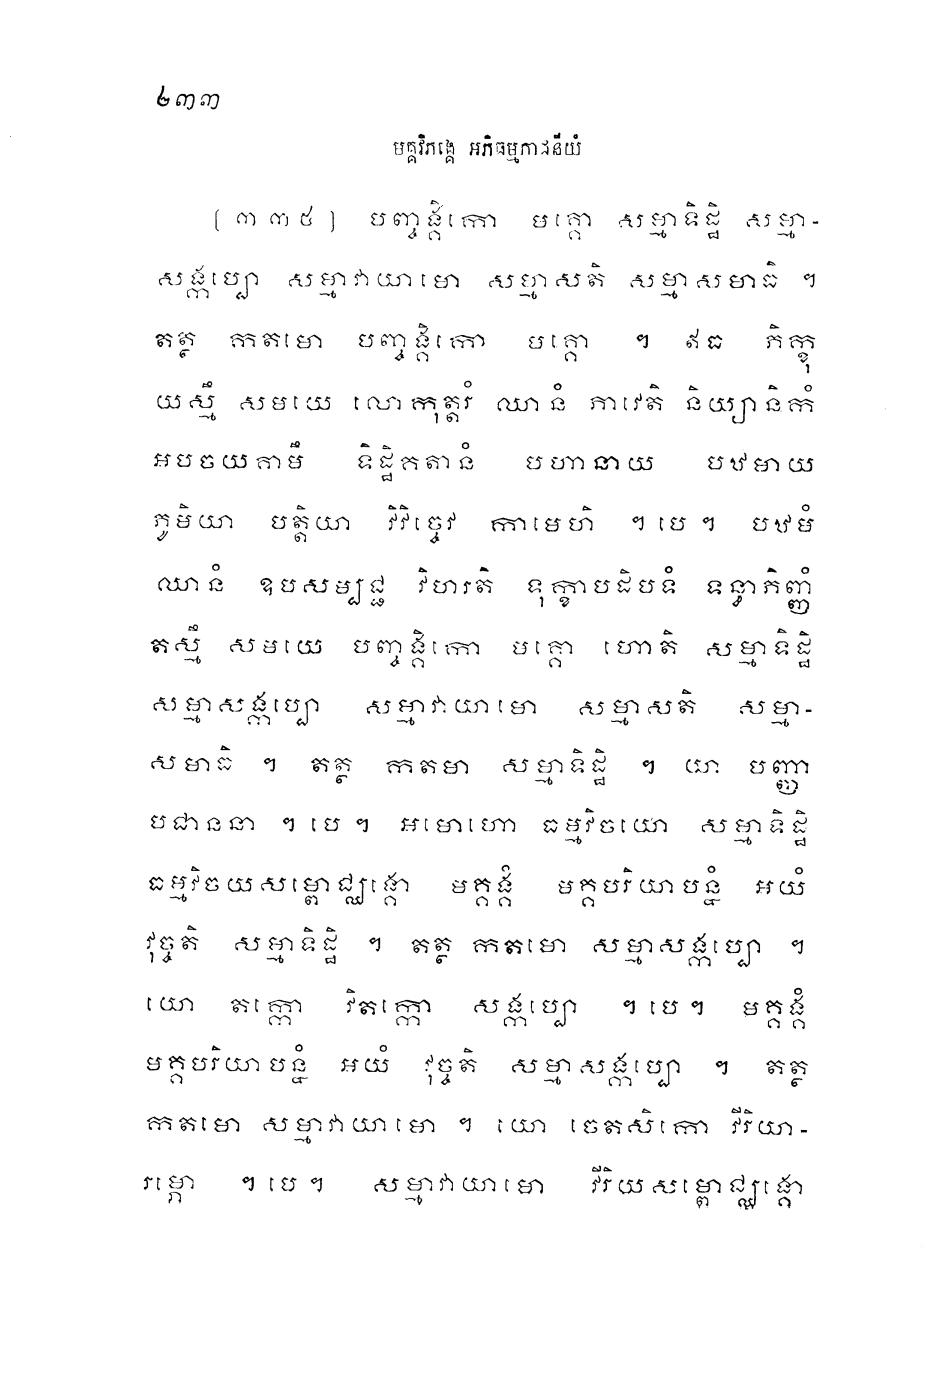 ២៣៣
មគ្គវិភង្គេ អភិធម្មភាជនីយំ
[៣៣៥] បញ្ចង្គិកោ មគ្គោ សម្មាទិដ្ឋិ សម្មា-
សង្កប្បោ សម្មាវាយាមោ សម្មាសតិ សម្មាសមាធិ ។
តត្ថ កតមោ បញ្ចង្គិកោ មគ្គោ ។ ឥធ ភិក្ខុ
យស្មឹ សមយេ លោកុត្តរំ ឈានំ ភាវេតិ និយ្យានិកំ
អបចយគាមឹ ទិដ្ឋិគតានំ បហានាយ បឋមាយ
ភូមិយា បត្តិយា វិវិច្ចេវ កាមេហិ ។ បេ ។ បឋមំ
ឈានំ ឧបសម្បជ្ជ វិហរតិ ទុក្ខាបដិបទំ ទន្ធាភិញ្ញំ
តស្មឹ សមយេ បញ្ចង្គិកោ មគ្គោ ហោតិ សម្មាទិដ្ឋិ
សម្មាសង្កប្បោ សម្មាវាយាមោ សម្មាសតិ សម្មា-
សមាធិ ។ តត្ថ កតមា សម្មាទិដ្ឋិ ។ យា បញ្ញា
បជាននា ។ បេ ។ អមោហោ ធម្មវិចយោ សម្មាទិដ្ឋិ
ធម្មវិចយសម្ពោជ្ឈង្គោ មគ្គង្គំ មគ្គបរិយាបន្នំ អយំ
វុច្ចតិ សម្មាទិដ្ឋិ ។ តត្ថ កតមោ សម្មាសង្កប្បោ ។
យោ តក្កោ វិតក្កោ សង្កប្បោ ។ បេ ។ មគ្គង្គំ
មគ្គបរិយាបន្នំ អយំ វុច្ចតិ សម្មាសង្កប្បោ ។ តត្ថ
កតមោ សម្មាវាយាមោ ។ យោ ចេតសិកោ វីរិយា-
រម្ភោ ។ បេ ។ សម្មាវាយាមោ វីរិយសម្ពោជ្ឈង្គោ